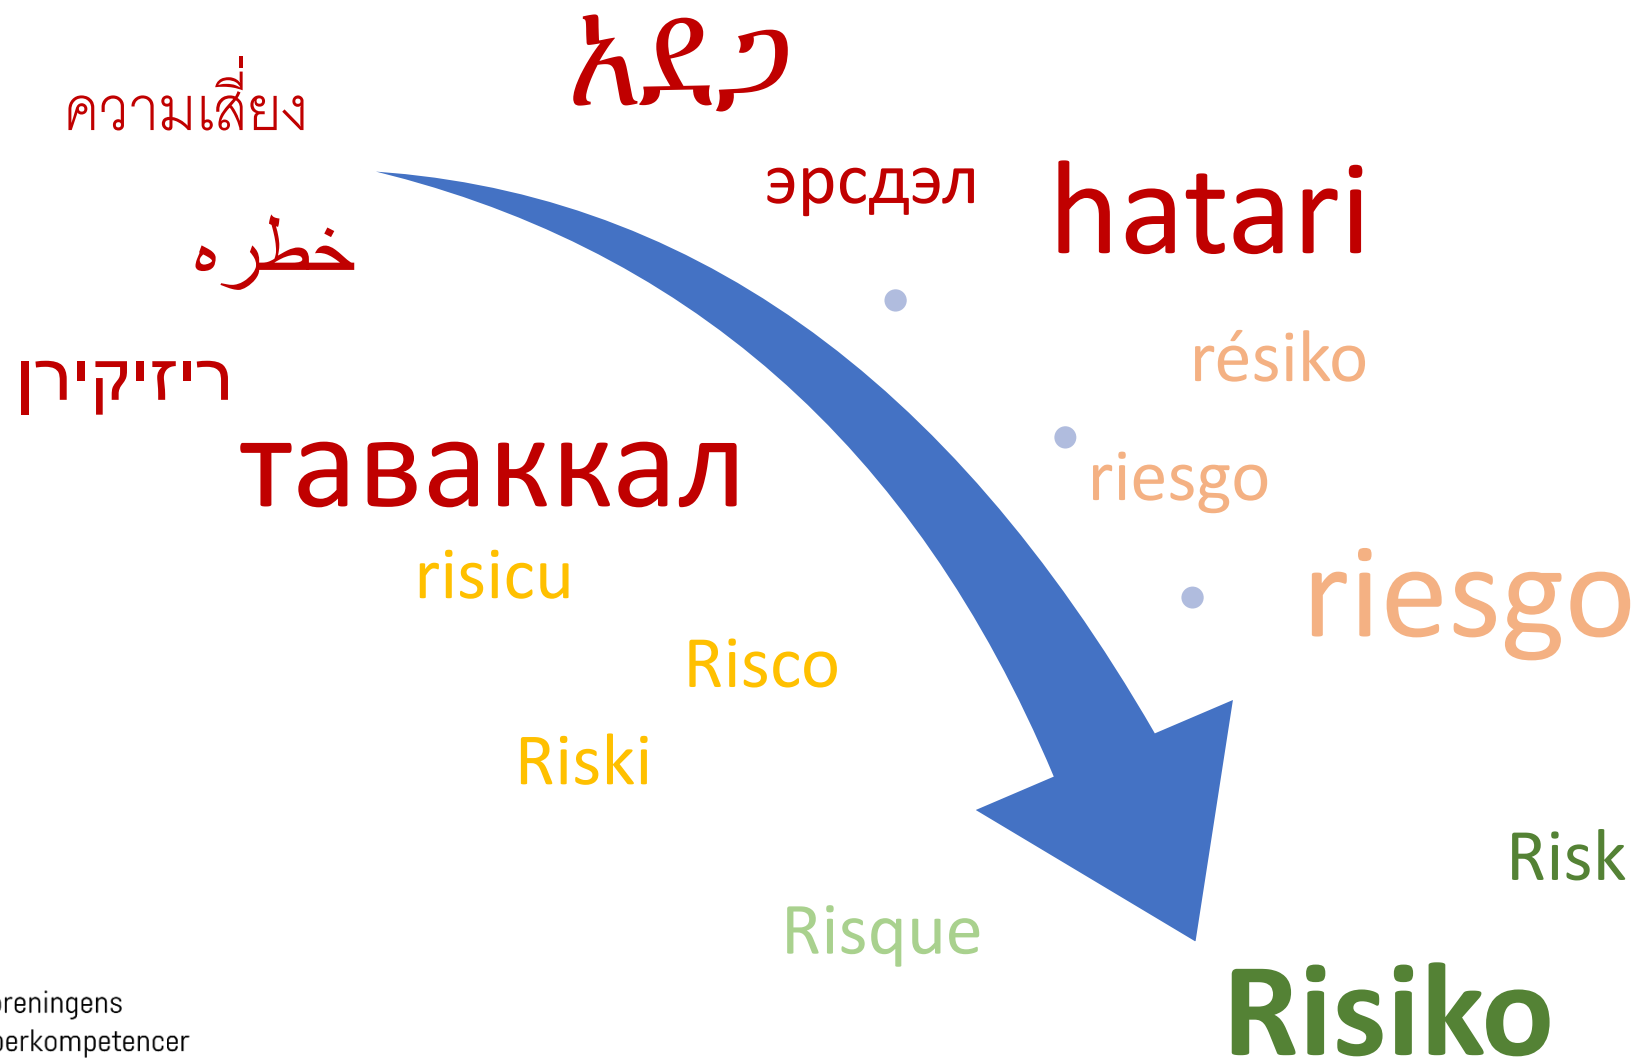 አደጋ
ความเสี่ยง
эрсдэл
hatari
خطره
résiko
ריזיקירן
таваккал
riesgo
risicu
riesgo
Risco
Riski
Risk
Risque
Risiko
reningens
erkompetencer